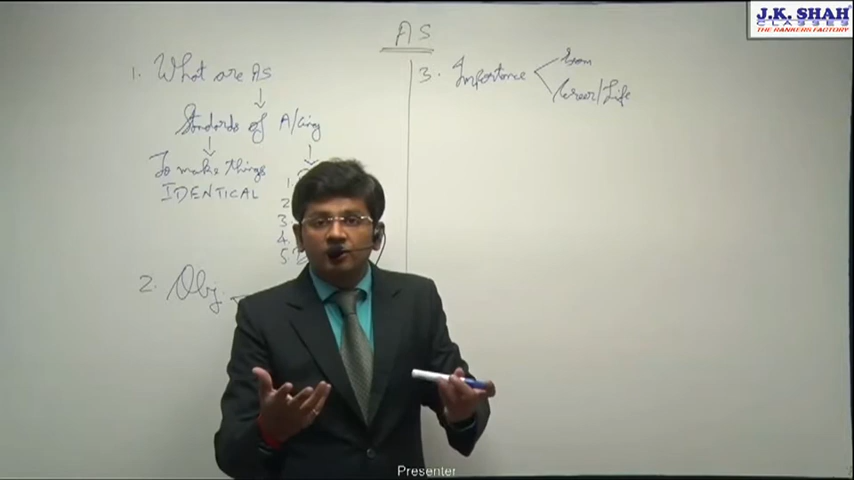 J.K. SHAH
CLASSES
THE RANKERS FACTORY
AS
1. What are AS
Standards of A/cing
To make things
IDENTICAL
1.
2
3
4.
5
2. Obj.
3. Importance
Exam
Career/Life
Presenter